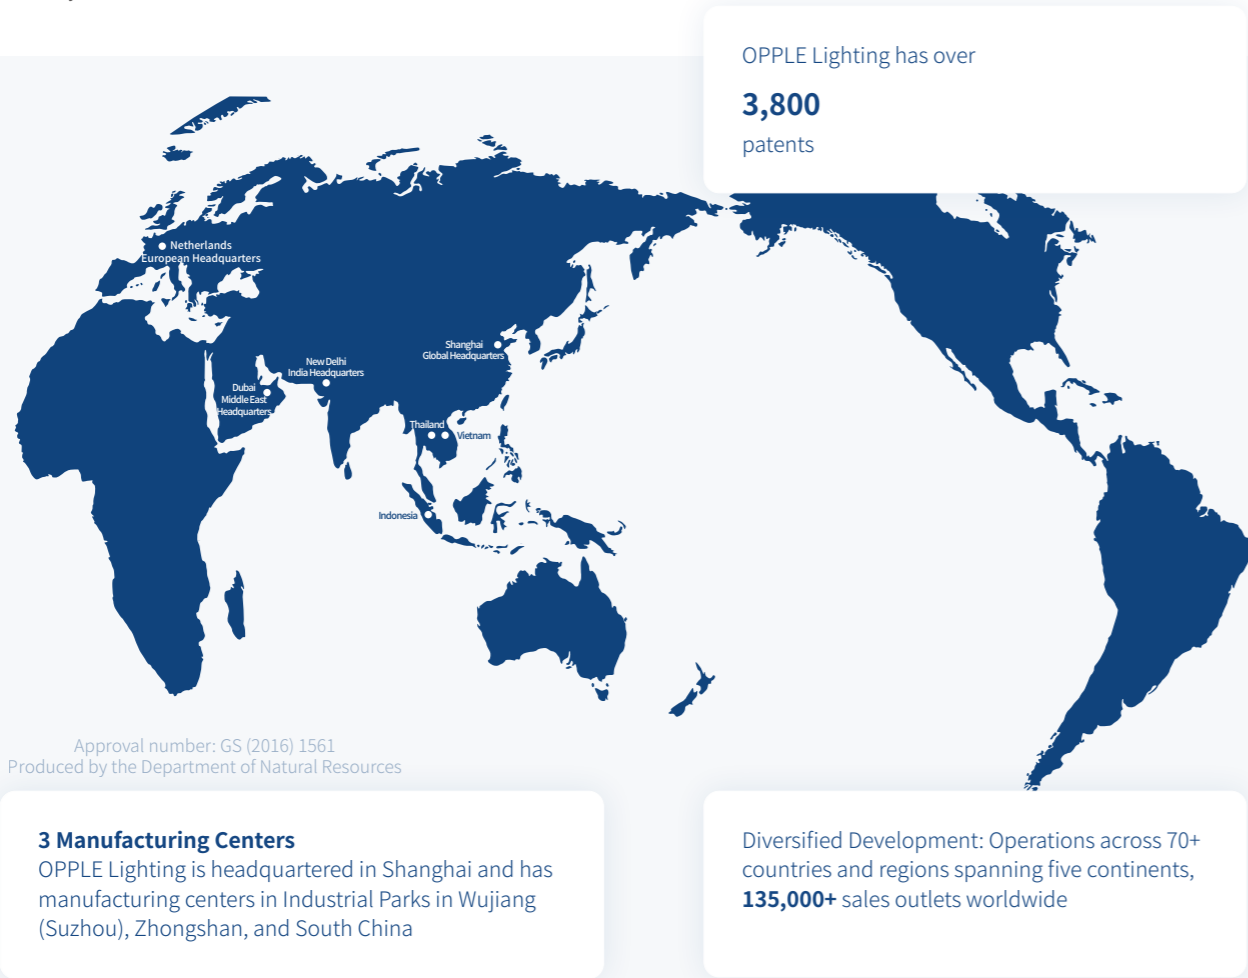 OPPLE Lighting has over
3,800
patents
Netherlands
European Headquarters
Shanghai
Global Headquarters
New Delhi
India Headquarters
Dubai
Middle East
Headquarters
Thailand
Vietnam
Indonesia
Approval number: GS (2016) 1561
Produced by the Department of Natural Resources
3 Manufacturing Centers
OPPLE Lighting is headquartered in Shanghai and has
manufacturing centers in Industrial Parks in Wujiang
(Suzhou), Zhongshan, and South China
Diversified Development: Operations across 70+
countries and regions spanning five continents,
135,000+ sales outlets worldwide